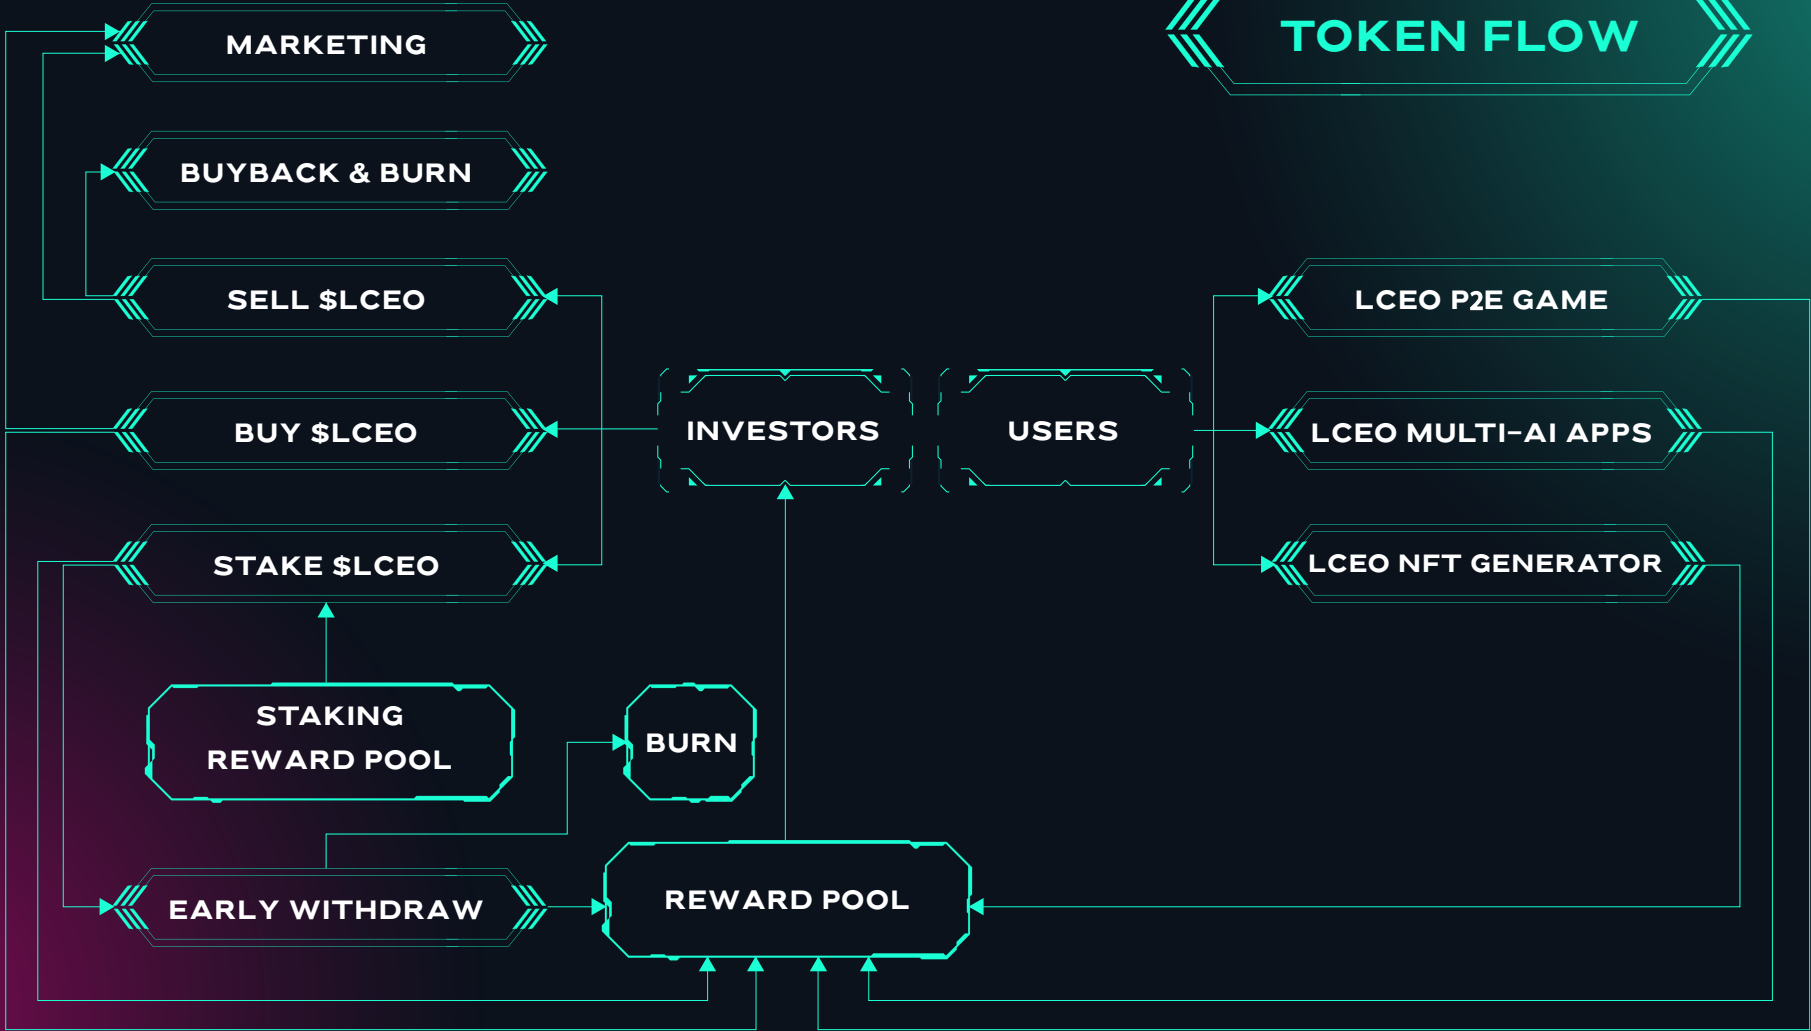 TOKEN FLOW
MARKETING
BUYBACK & BURN
SELL $LCEO
BUY $LCEO
STAKE $LCEO
INVESTORS
USERS
LCEO P2E GAME
LCEO MULTI-AI APPS
LCEO NFT GENERATOR
STAKING
REWARD POOL
BURN
EARLY WITHDRAW
REWARD POOL